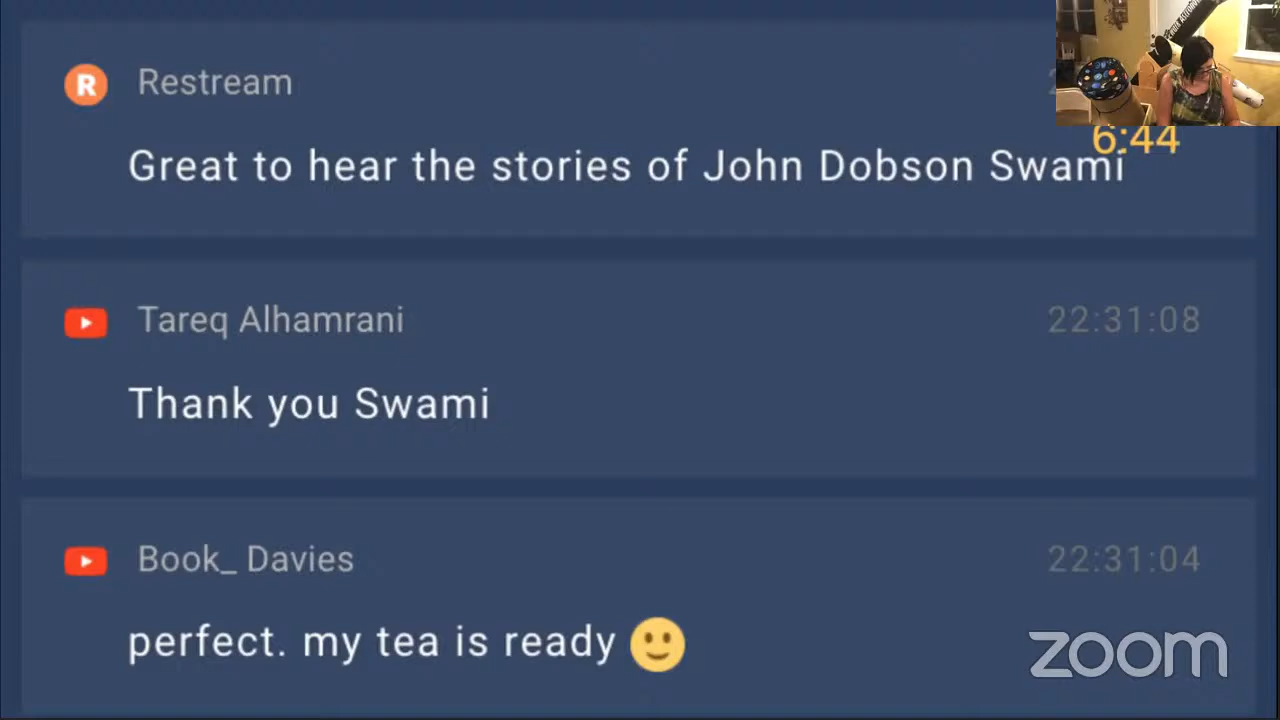 R Restream
6:44
Great to hear the stories of John Dobson Swami
Tareq Alhamrani 22:31:08
Thank you Swami
Book_ Davies 22:31:04
perfect. my tea is ready 🙂
zoom